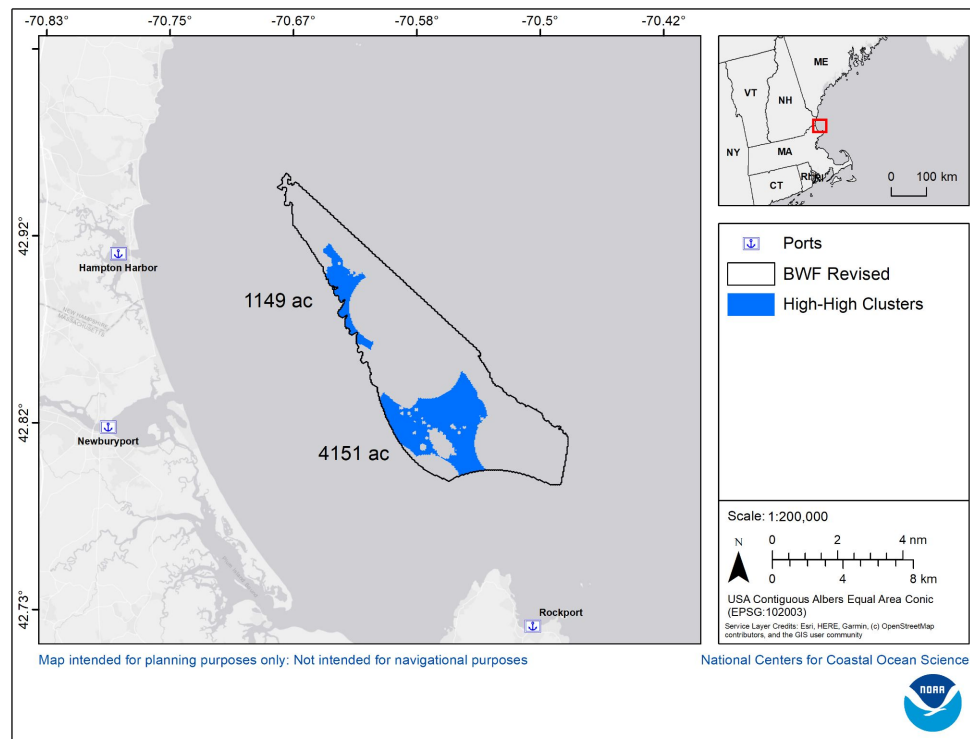 -70.83
-70.75
-70.67
-70.58
-70.5
-70.42
42.92°
42.82°
42.73°
Hampton Harbor
NEW HAMPSHIRE
MASSACHUSETTS
Newburyport
Rockport
1149 ac
4151 ac
ME
VT
NH
NY
MA
CT
RI
RI
0 100 km
Ports
BWF Revised
High-High Clusters
Scale: 1:200,000
N
0 2 4 nm
0 4 8 km
USA Contiguous Albers Equal Area Conic
(EPSG:102003)
Service Layer Credits: Esri, HERE, Garmin, (c) OpenStreetMap
contributors, and the GIS user community
Map intended for planning purposes only: Not intended for navigational purposes
National Centers for Coastal Ocean Science
NOAA